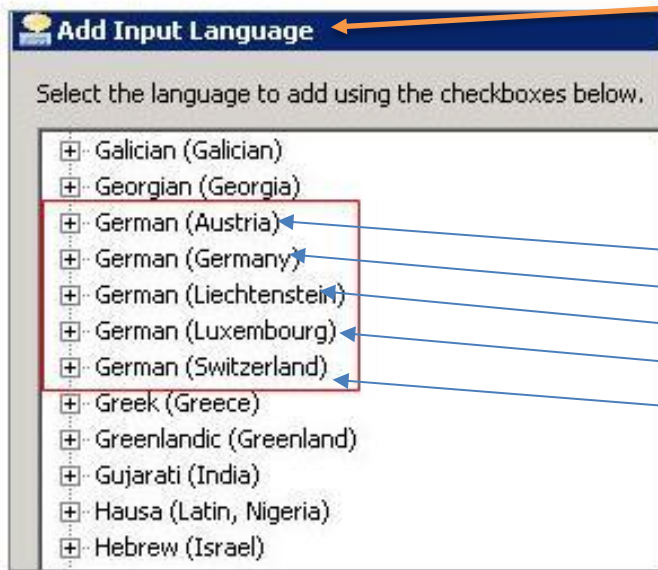 Add Input Language
Select the language to add using the checkboxes below.
Galician (Galician)
Georgian (Georgia)
German (Austria)
German (Germany)
German (Liechtenstein)
German (Luxembourg)
German (Switzerland)
Greek (Greece)
Greenlandic (Greenland)
Gujarati (India)
Hausa (Latin, Nigeria)
Hebrew (Israel)